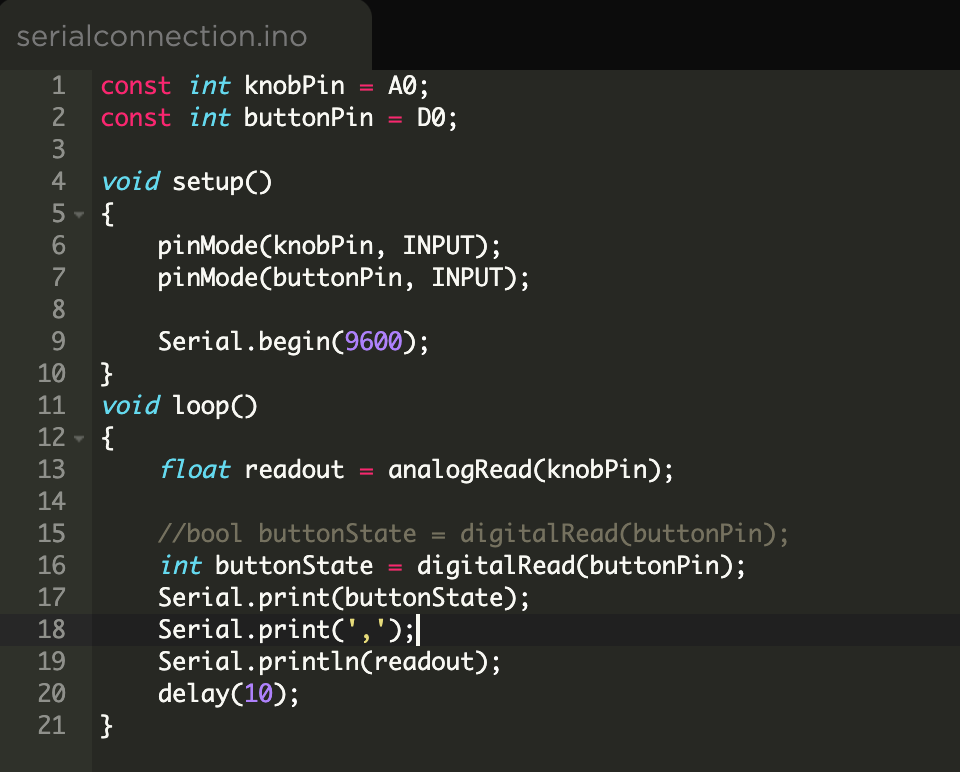 serialconnection.ino
1 const int knobPin = A0;
2 const int buttonPin = D0;
3
4 void setup()
5 {
6     pinMode(knobPin, INPUT);
7     pinMode(buttonPin, INPUT);
8
9     Serial.begin(9600);
10 }
11 void loop()
12 {
13     float readout = analogRead(knobPin);
14
15     //bool buttonState = digitalRead(buttonPin);
16     int buttonState = digitalRead(buttonPin);
17     Serial.print(buttonState);
18     Serial.print(',');
19     Serial.println(readout);
20     delay(10);
21 }